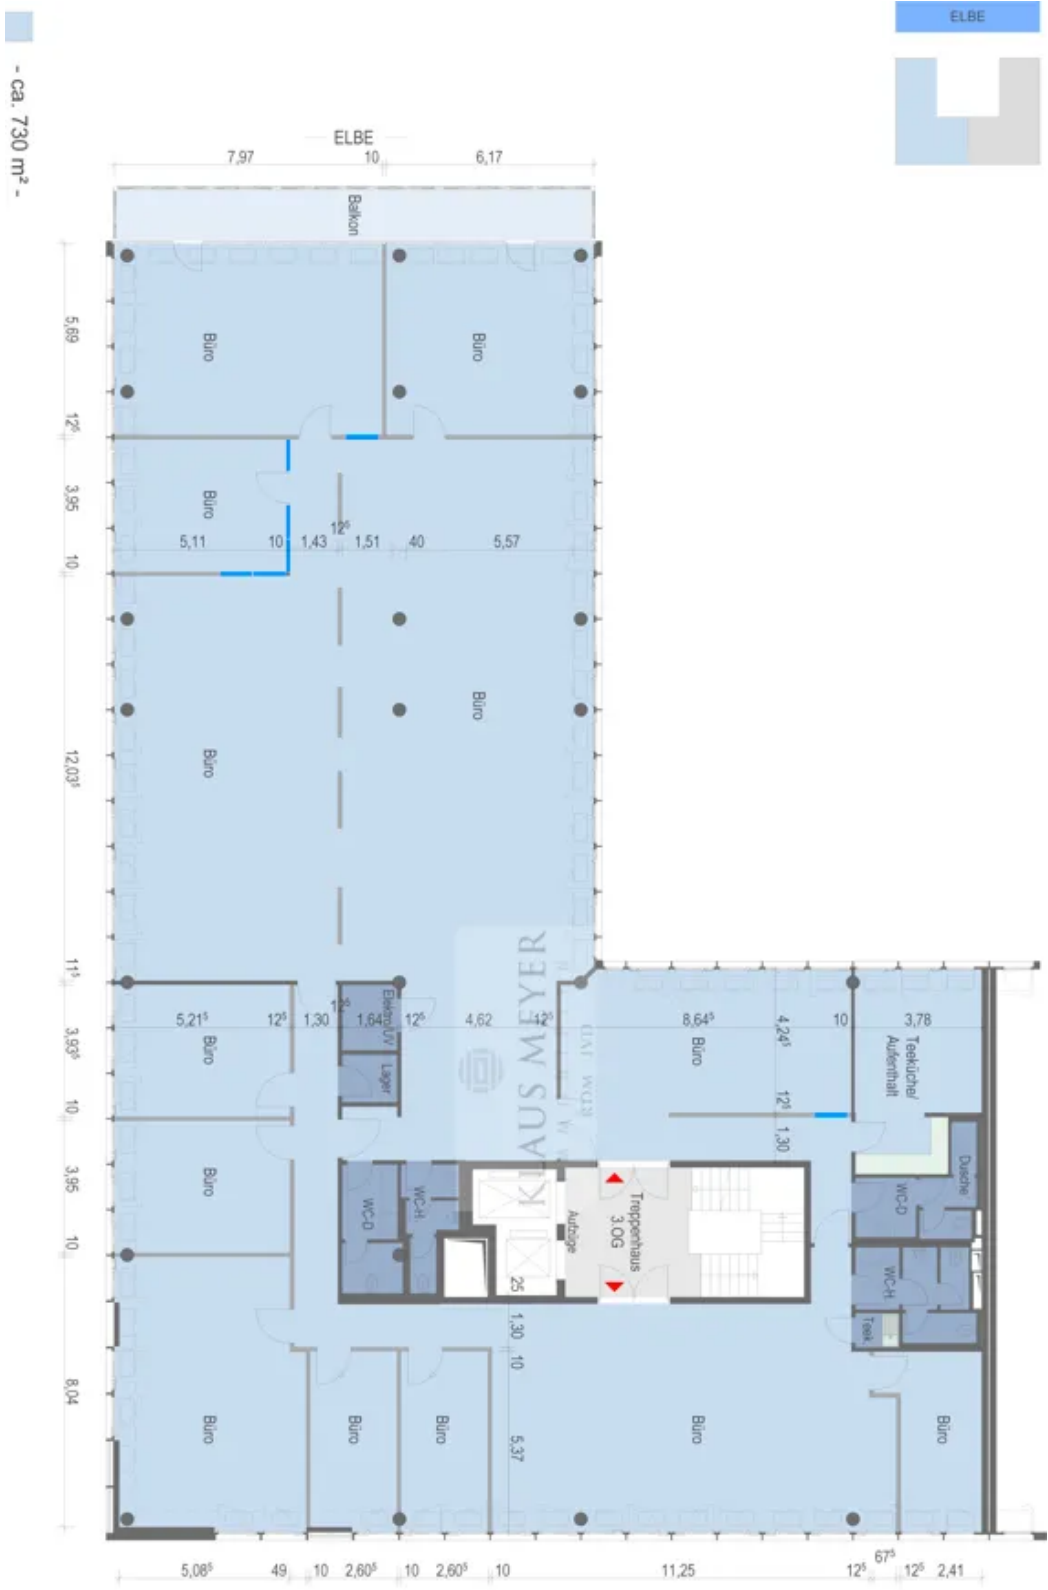 - ca. 730 m² -
ELBE
ELBE
7,97 10 6,17
Balkon
5,69
Büro
Büro
12⁵
3,95
Büro
12⁵
5,11 10 1,43 1,51 40 5,57
10
Büro
Büro
12,03⁵
KLAUS MEYER
11⁵
Elektro/UV
5,21⁵ 12⁵ 1,30 1,64 12⁵ 4,62 12⁵ 8,64⁵ 4,24⁵ 10 3,78
3,93⁵
Büro
Lager
Büro
Teeküche/
Aufenthalt
10
12⁵
1,30
Dusche
3,95
Büro
WC-D
WC-H.
Aufzüge
Treppenhaus
3.OG
WC-D
10
25
WC-H.
1,30
Teek.
10
8,04
Büro
Büro
Büro
5,37
Büro
Büro
5,08⁵ 49 10 2,60⁵ 10 2,60⁵ 10 11,25 12⁵ 67⁵ 12⁵ 2,41